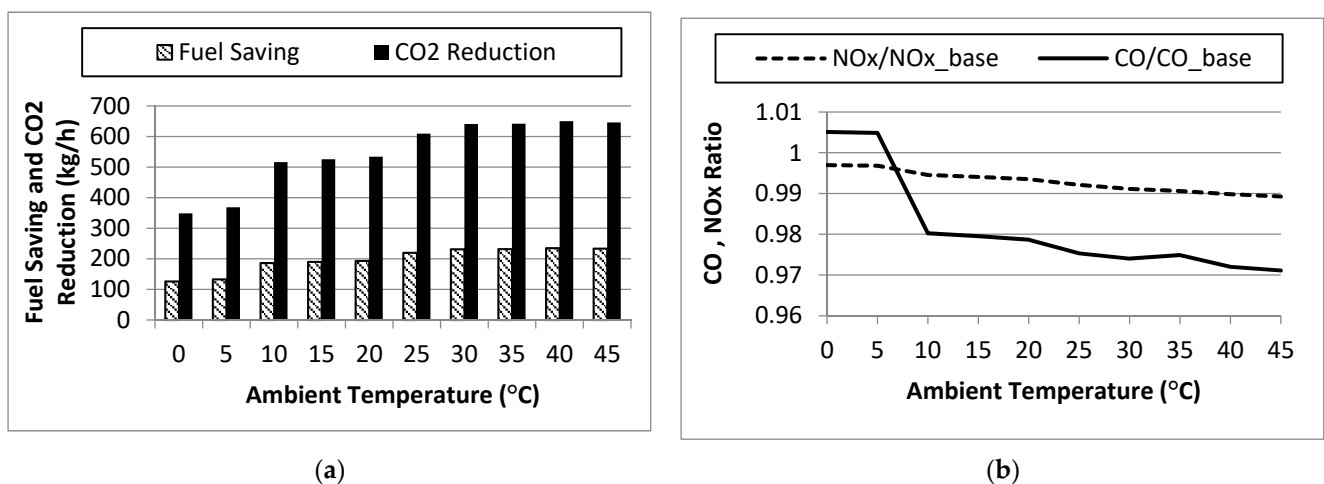 Fuel Saving CO2 Reduction
Fuel Saving and CO2
Reduction (kg/h)
700
600
500
400
300
200
100
0
0 5 10 15 20 25 30 35 40 45
Ambient Temperature (°C)
(a)
NOx/NOx_base CO/CO_base
CO , NOx Ratio
1.01
1
0.99
0.98
0.97
0.96
0 5 10 15 20 25 30 35 40 45
Ambient Temperature (°C)
(b)